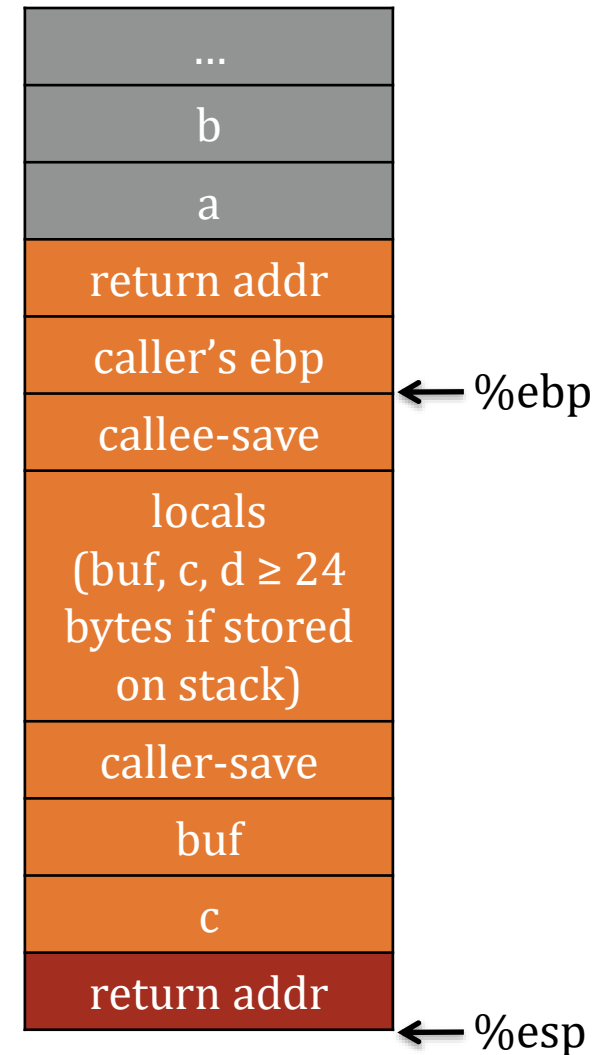 ...
b
a
return addr
caller’s ebp
%ebp
callee-save
locals
(buf, c, d ≥ 24
bytes if stored
on stack)
caller-save
buf
c
return addr
%esp